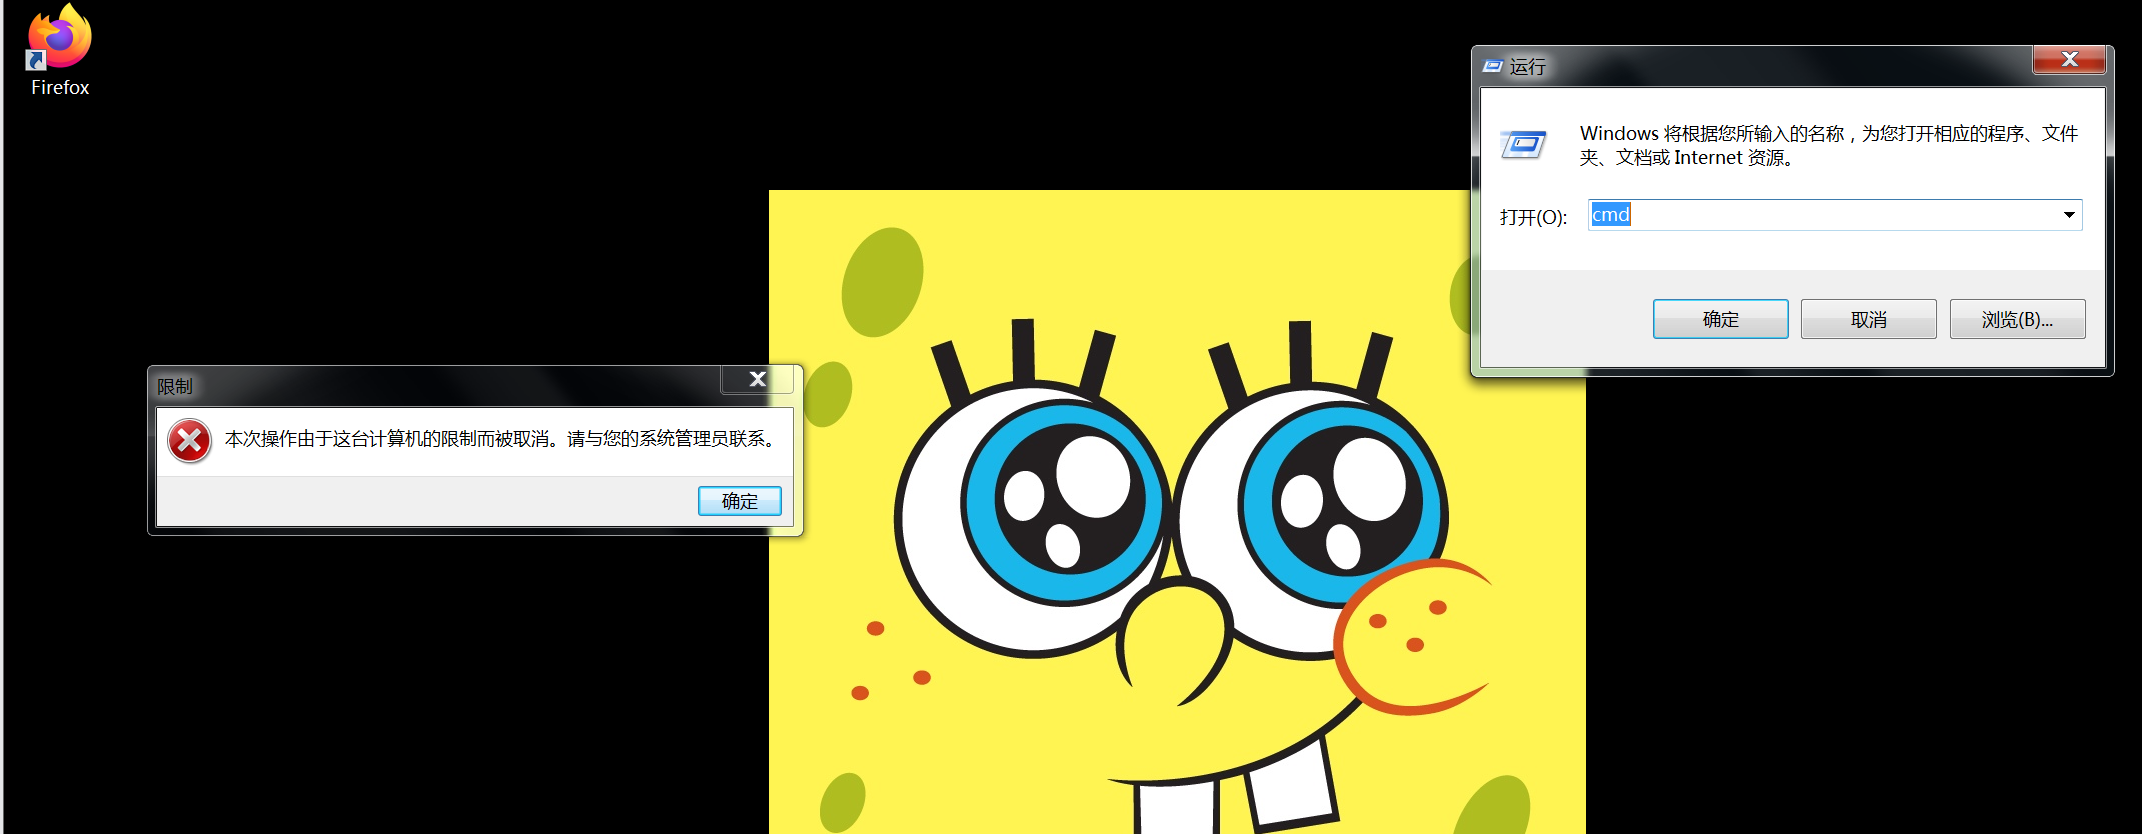 Firefox
运行
Windows 将根据您所输入的名称，为您打开相应的程序、文件
夹、文档或 Internet 资源。
打开(O):
cmd
确定
取消
浏览(B)...
限制
本次操作由于这台计算机的限制而被取消。请与您的系统管理员联系。
确定